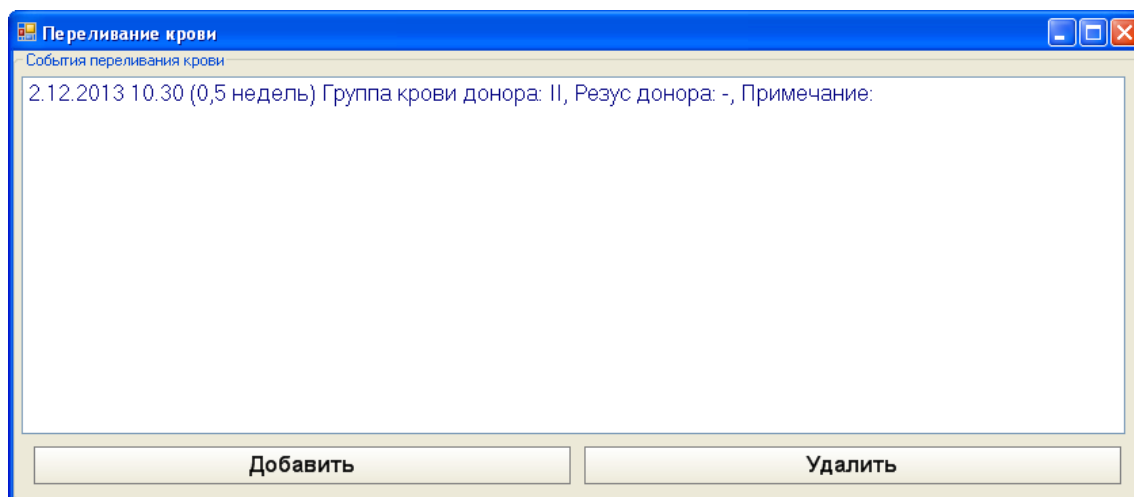 Переливание крови
События переливания крови
2.12.2013 10.30 (0,5 недель) Группа крови донора: II, Резус донора: -, Примечание:
Добавить Удалить